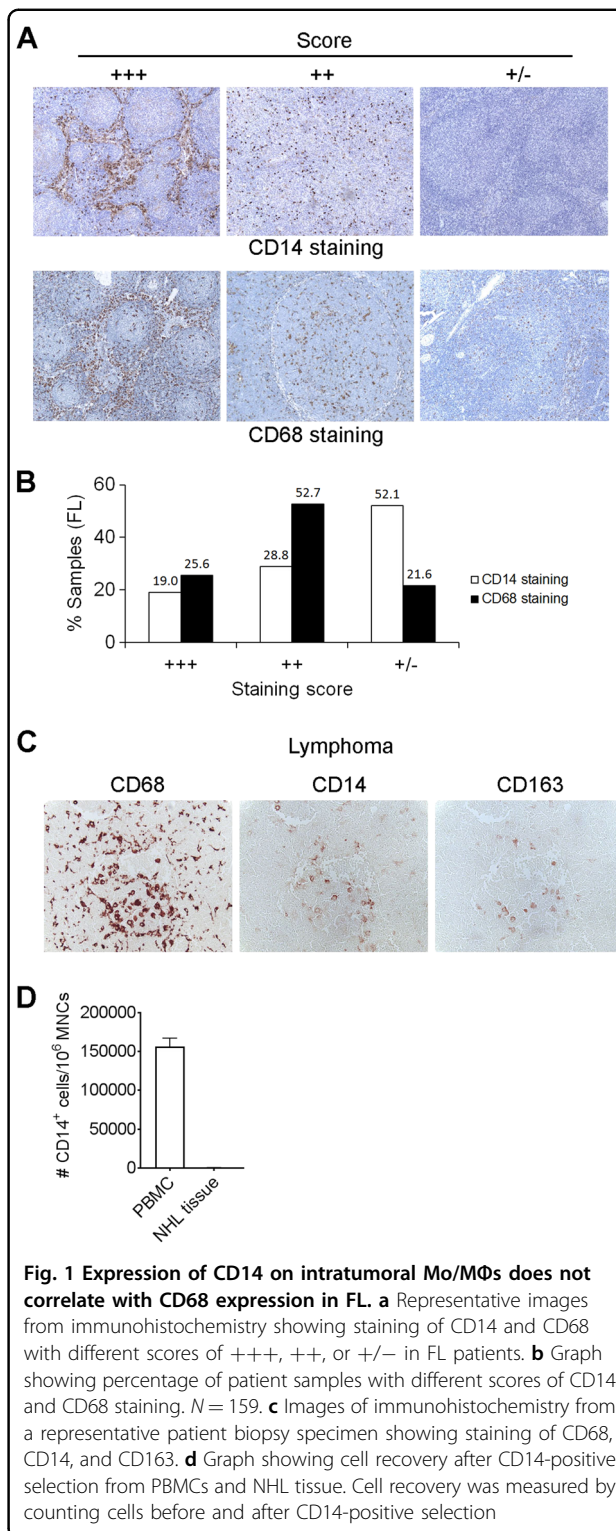 A
Score
+++ ++ +/-
CD14 staining
CD68 staining
B
% Samples (FL)
60
40
20
0
19.0 25.6 28.8 52.7 52.1 21.6
CD14 staining
CD68 staining
+++ ++ +/-
Staining score
C
Lymphoma
CD68 CD14 CD163
D
# CD14⁺ cells/10⁶ MNCs
200000
150000
100000
50000
0
PBMC
NHL tissue
Fig. 1 Expression of CD14 on intratumoral Mo/MΦs does not
correlate with CD68 expression in FL. a Representative images
from immunohistochemistry showing staining of CD14 and CD68
with different scores of +++, ++, or +/− in FL patients. b Graph
showing percentage of patient samples with different scores of CD14
and CD68 staining. N = 159. c Images of immunohistochemistry from
a representative patient biopsy specimen showing staining of CD68,
CD14, and CD163. d Graph showing cell recovery after CD14-positive
selection from PBMCs and NHL tissue. Cell recovery was measured by
counting cells before and after CD14-positive selection